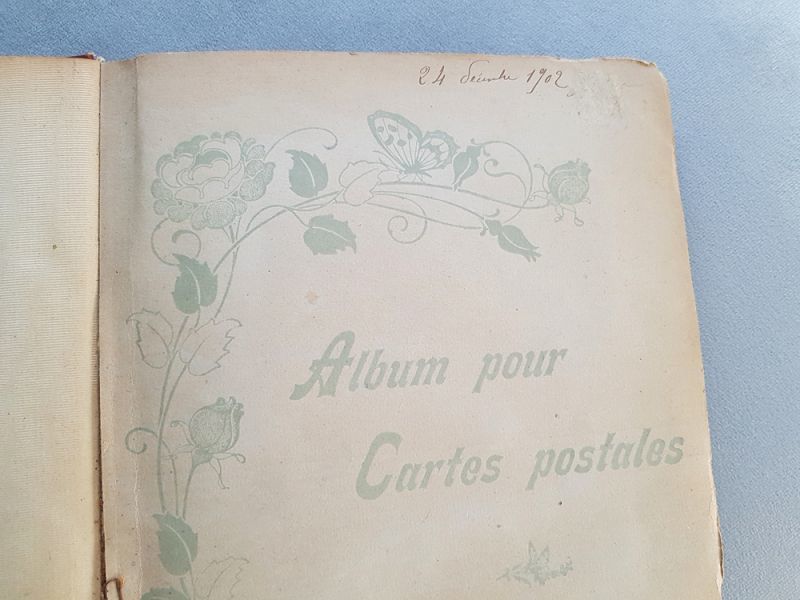 24 décembre 1902
Album pour
Cartes postales